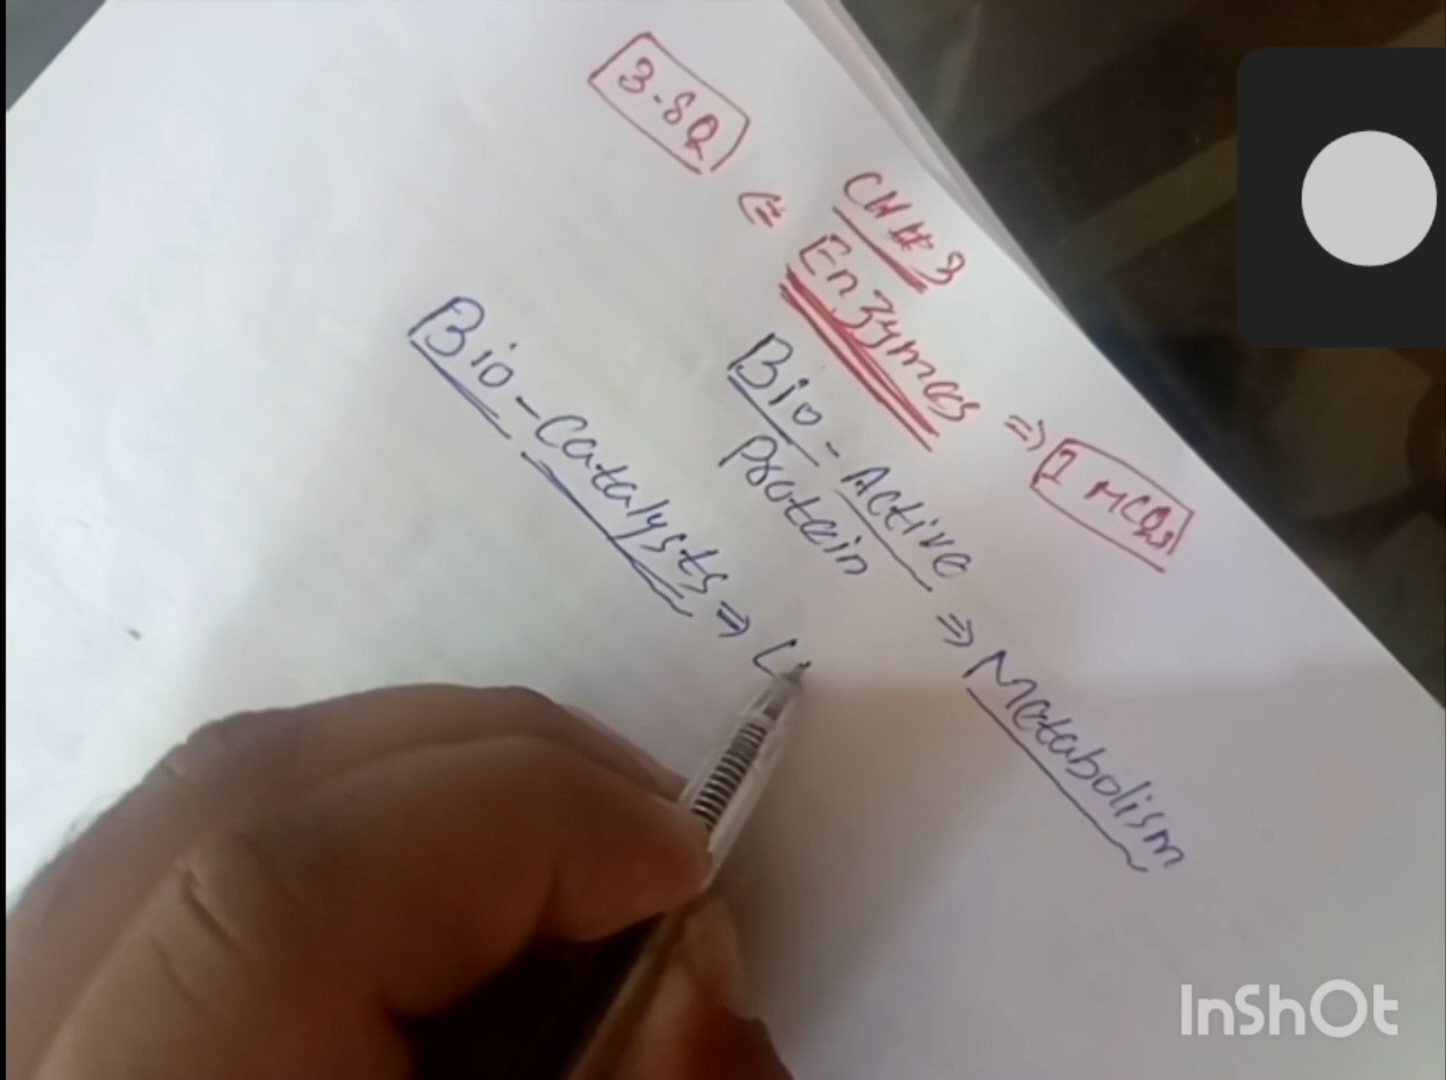 3-SQ
CH#3
⇐ Enzymes ⇒ 1 MCQs
Bio-Active
Protein ⇒ Metabolism
Bio-Catalysts ⇒
InShOt